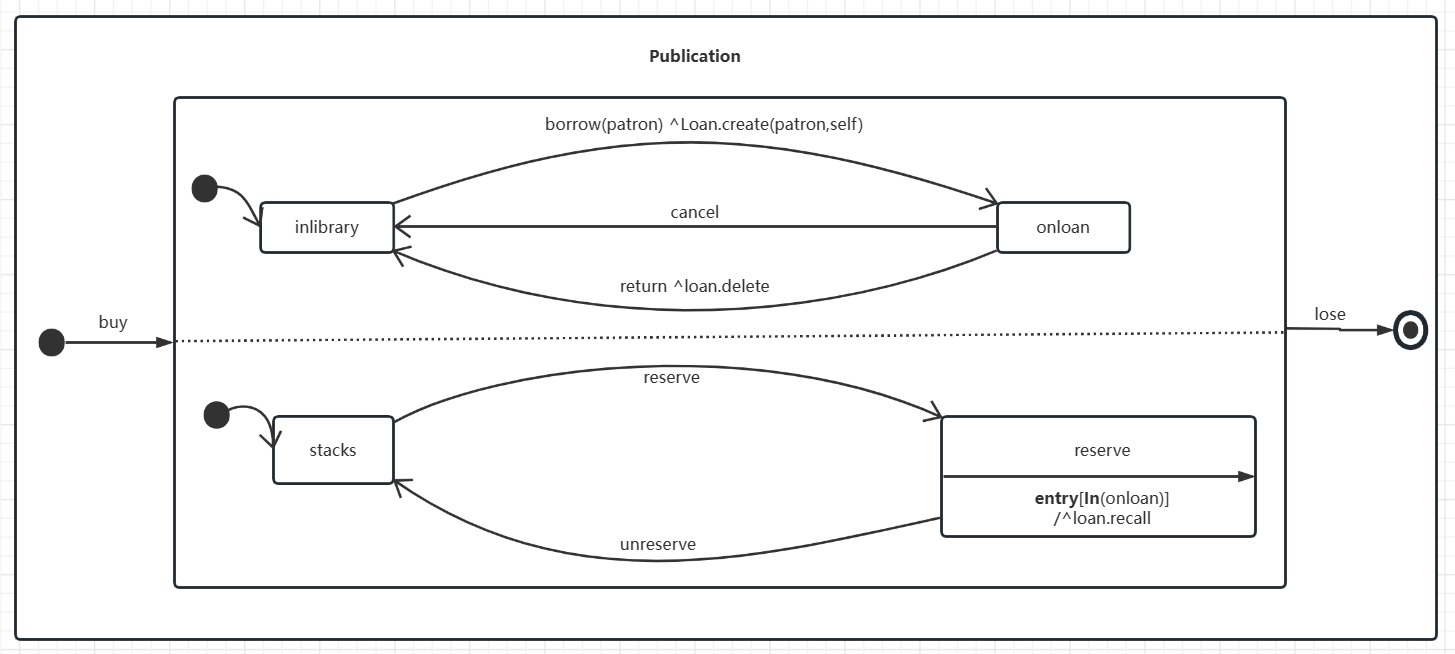 Publication
borrow(patron) ^Loan.create(patron,self)
inlibrary
cancel
onloan
return ^loan.delete
buy
lose
reserve
stacks
reserve
entry[In(onloan)]
/^loan.recall
unreserve